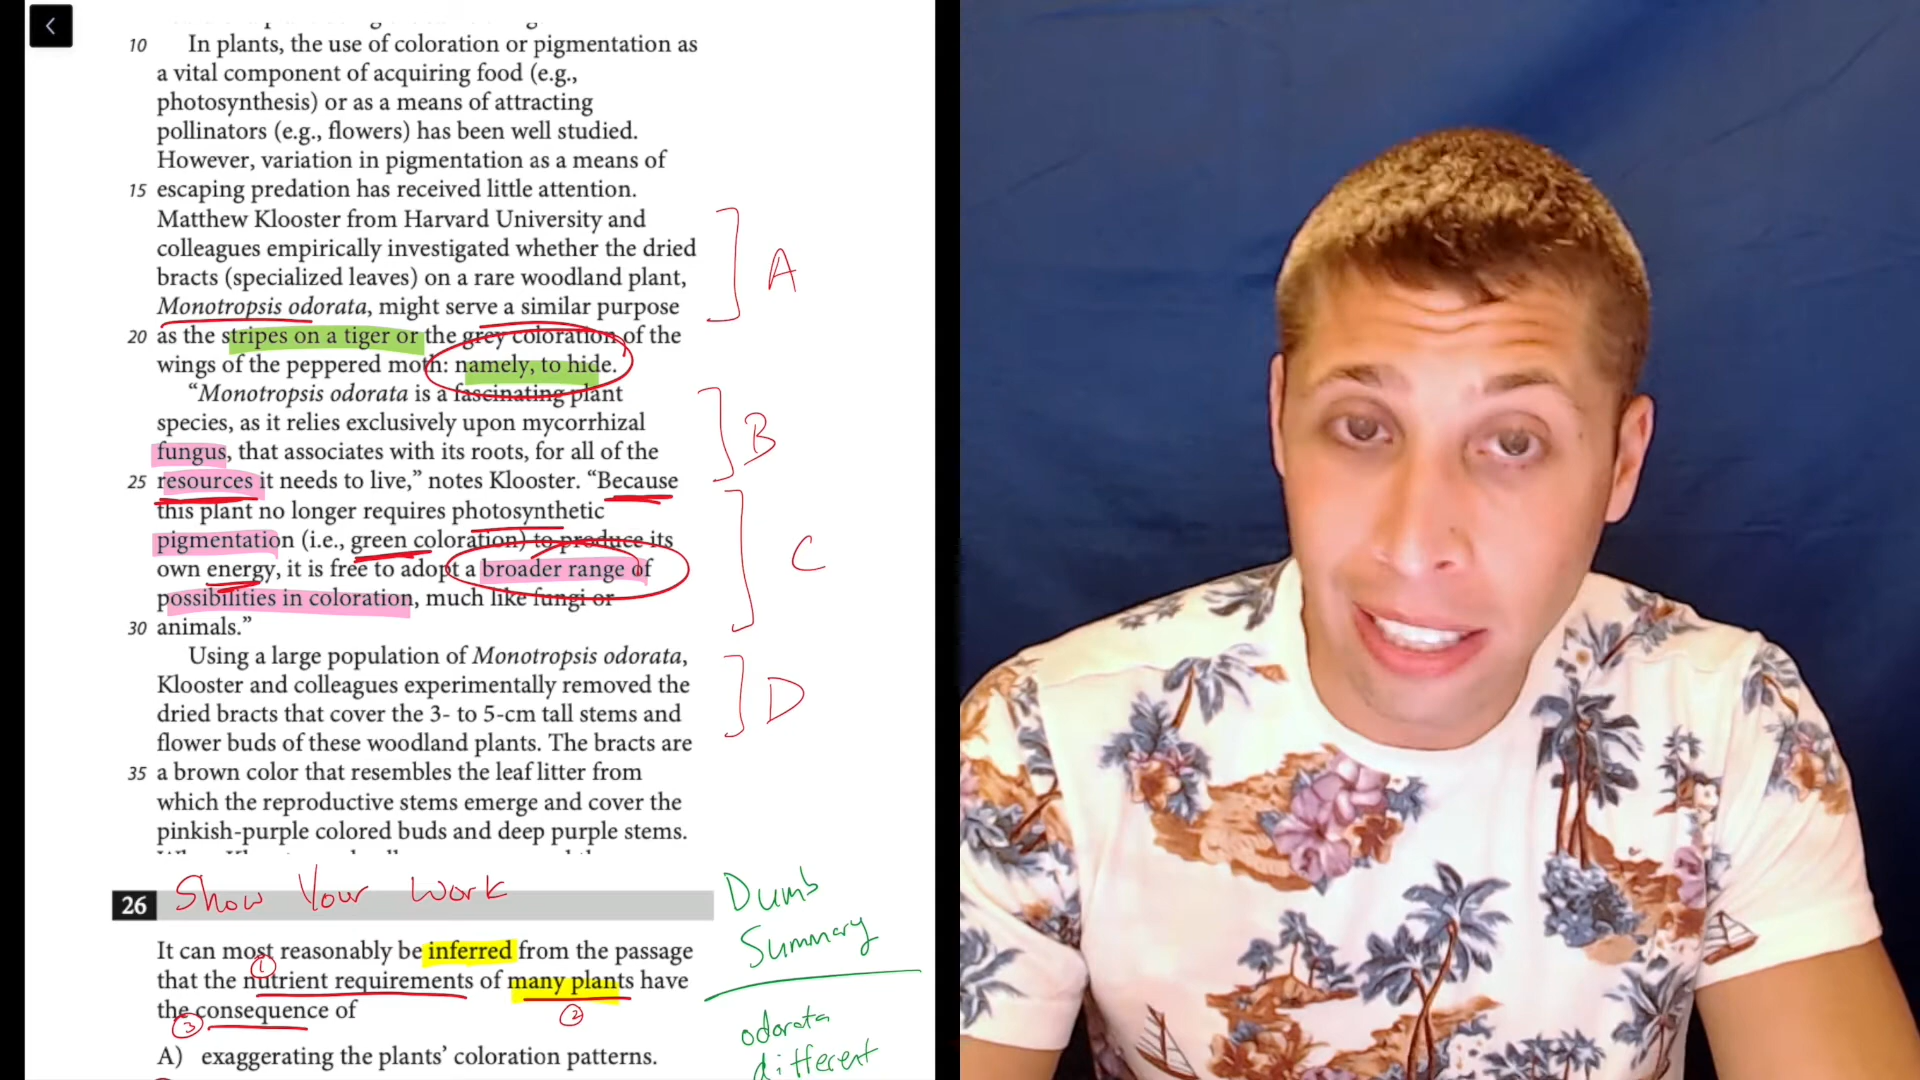 10 In plants, the use of coloration or pigmentation as
a vital component of acquiring food (e.g.,
photosynthesis) or as a means of attracting
pollinators (e.g., flowers) has been well studied.
However, variation in pigmentation as a means of
15 escaping predation has received little attention.
Matthew Klooster from Harvard University and
colleagues empirically investigated whether the dried
bracts (specialized leaves) on a rare woodland plant,
Monotropsis odorata, might serve a similar purpose
20 as the stripes on a tiger or the grey coloration of the
wings of the peppered moth: namely, to hide.
A
“Monotropsis odorata is a fascinating plant
species, as it relies exclusively upon mycorrhizal
fungus, that associates with its roots, for all of the
25 resources it needs to live,” notes Klooster. “Because
B
this plant no longer requires photosynthetic
pigmentation (i.e., green coloration) to produce its
own energy, it is free to adopt a broader range of
possibilities in coloration, much like fungi or
30 animals.”
C
Using a large population of Monotropsis odorata,
Klooster and colleagues experimentally removed the
dried bracts that cover the 3- to 5-cm tall stems and
flower buds of these woodland plants. The bracts are
D
35 a brown color that resembles the leaf litter from
which the reproductive stems emerge and cover the
pinkish-purple colored buds and deep purple stems.
26 Show Your Work
It can most reasonably be inferred from the passage
1
that the nutrient requirements of many plants have
the consequence of
3 2
A) exaggerating the plants’ coloration patterns.
Dumb
Summary
odorata
different